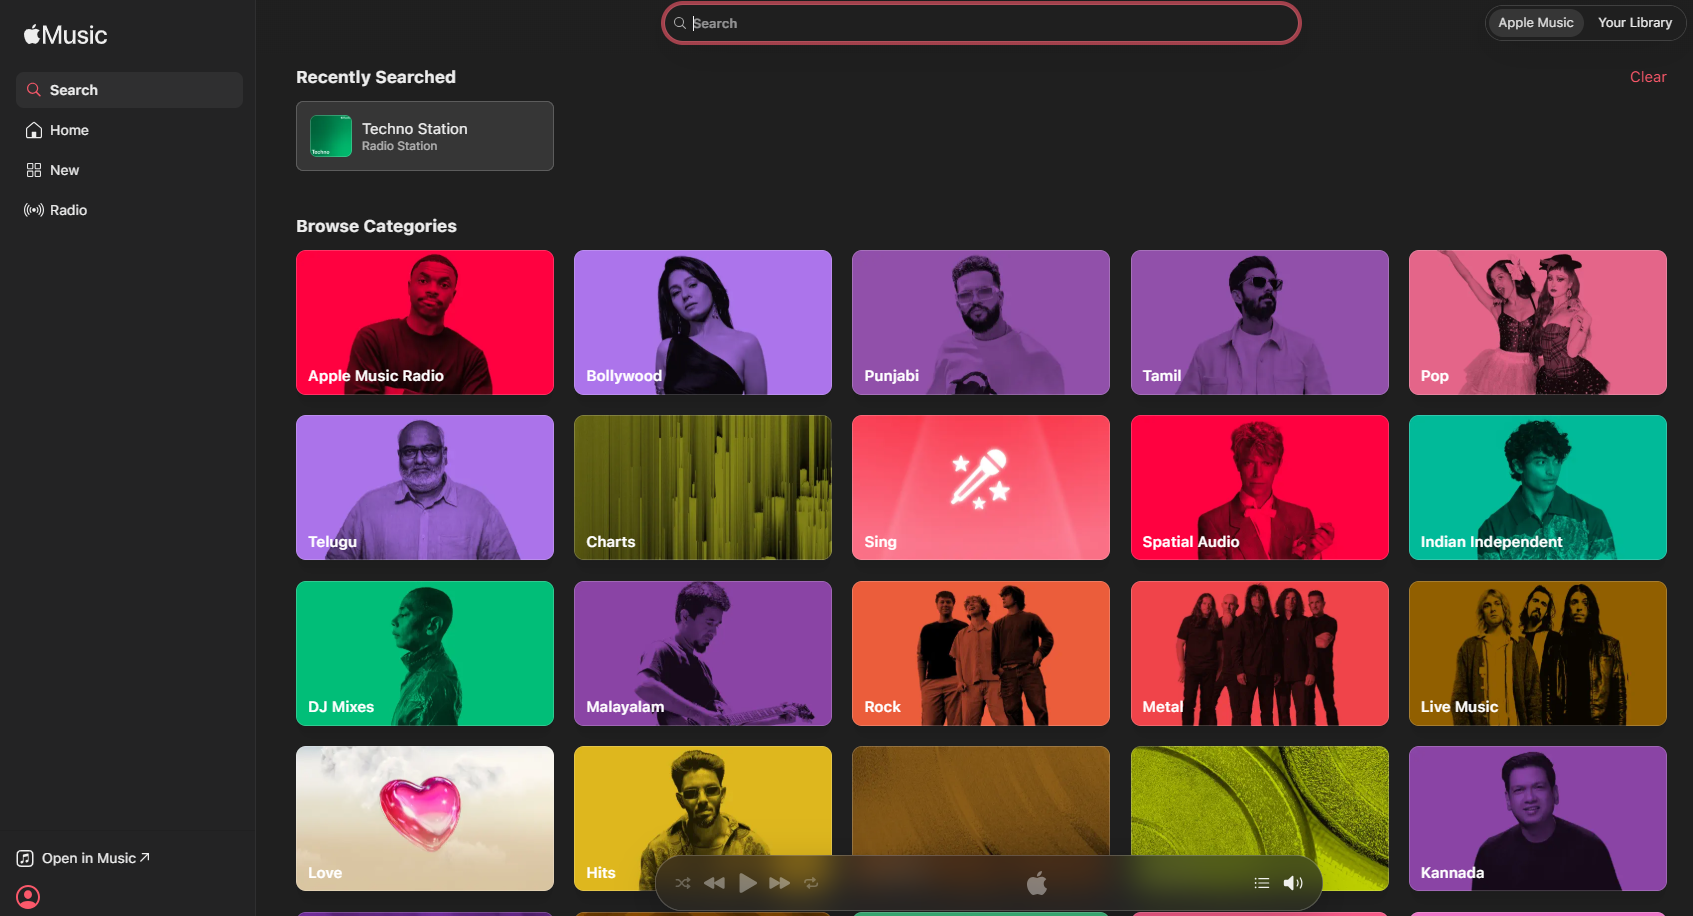 Music
Search
Apple Music
Your Library
Search
Home
New
Radio
Recently Searched
Clear
Techno
Techno Station
Radio Station
Browse Categories
Apple Music Radio
Bollywood
Punjabi
Tamil
Pop
Telugu
Charts
Sing
Spatial Audio
Indian Independent
DJ Mixes
Malayalam
Rock
Metal
Live Music
Love
Hits
Kannada
Open in Music